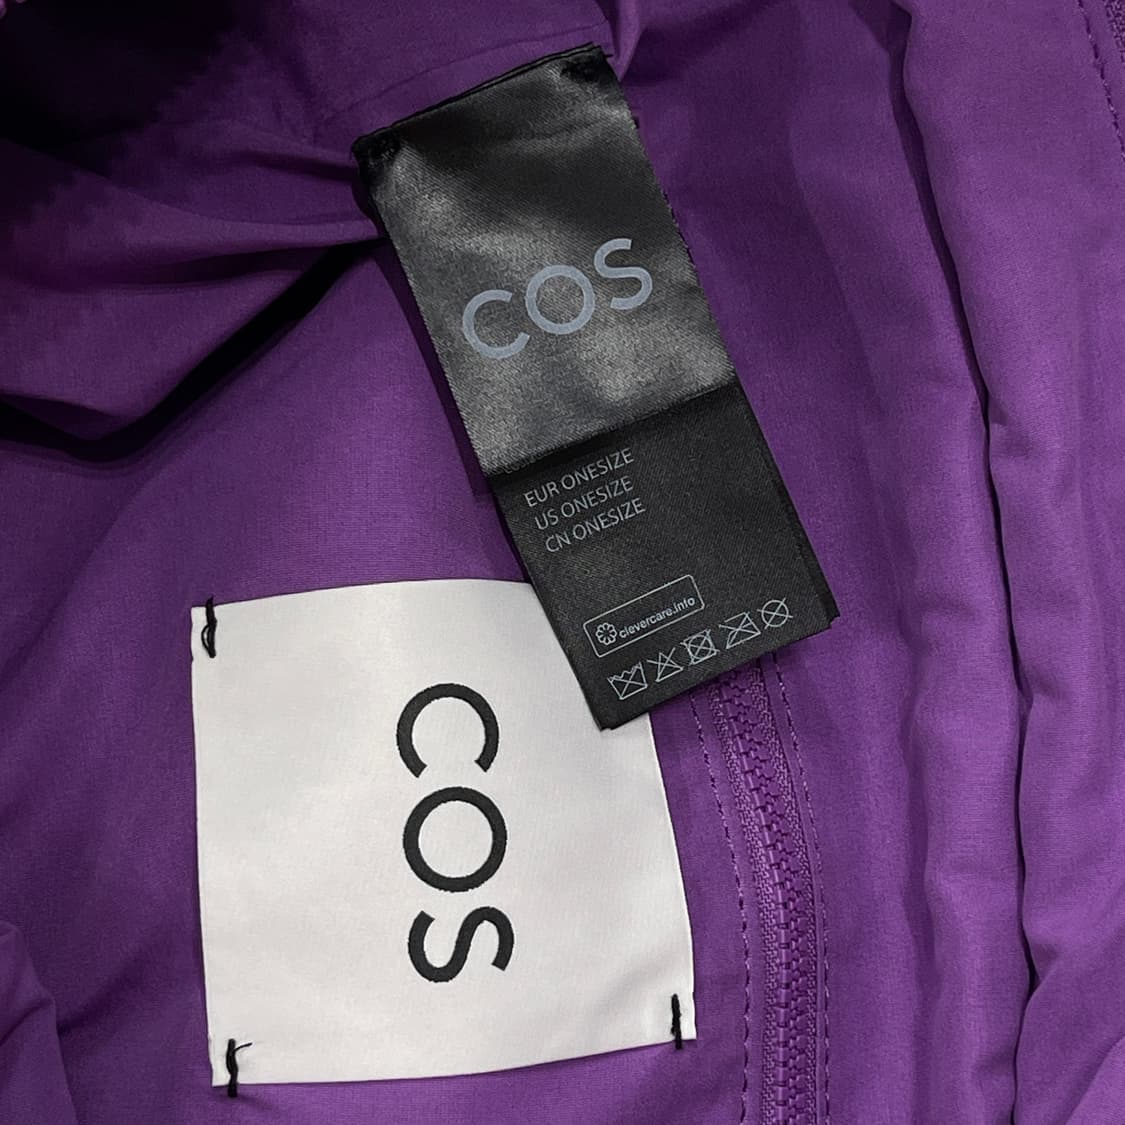 COS
EUR ONESIZE
US ONESIZE
CN ONESIZE
clevercare.info
COS